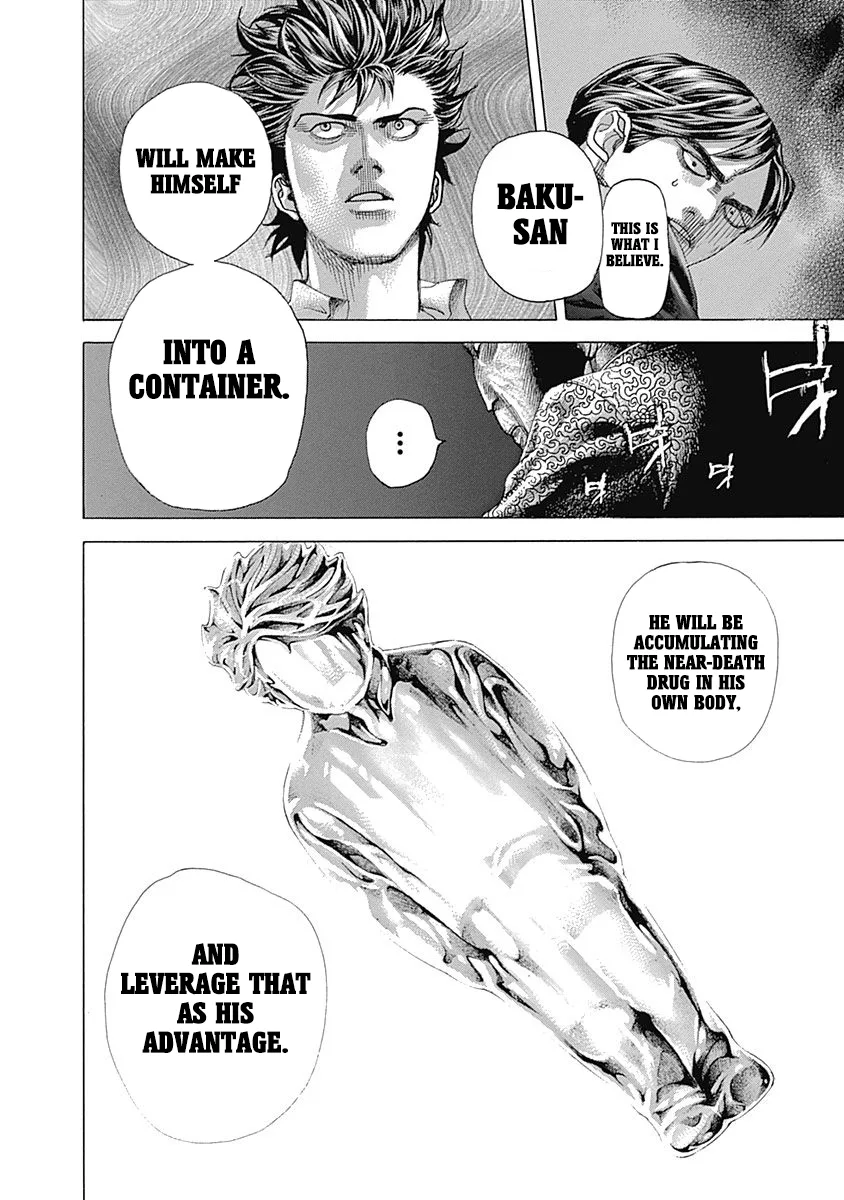 THIS IS
WHAT I
BELIEVE.
BAKU-
SAN
WILL MAKE
HIMSELF
INTO A
CONTAINER.
...
HE WILL BE
ACCUMULATING
THE NEAR-DEATH
DRUG IN HIS
OWN BODY,
AND
LEVERAGE THAT
AS HIS
ADVANTAGE.